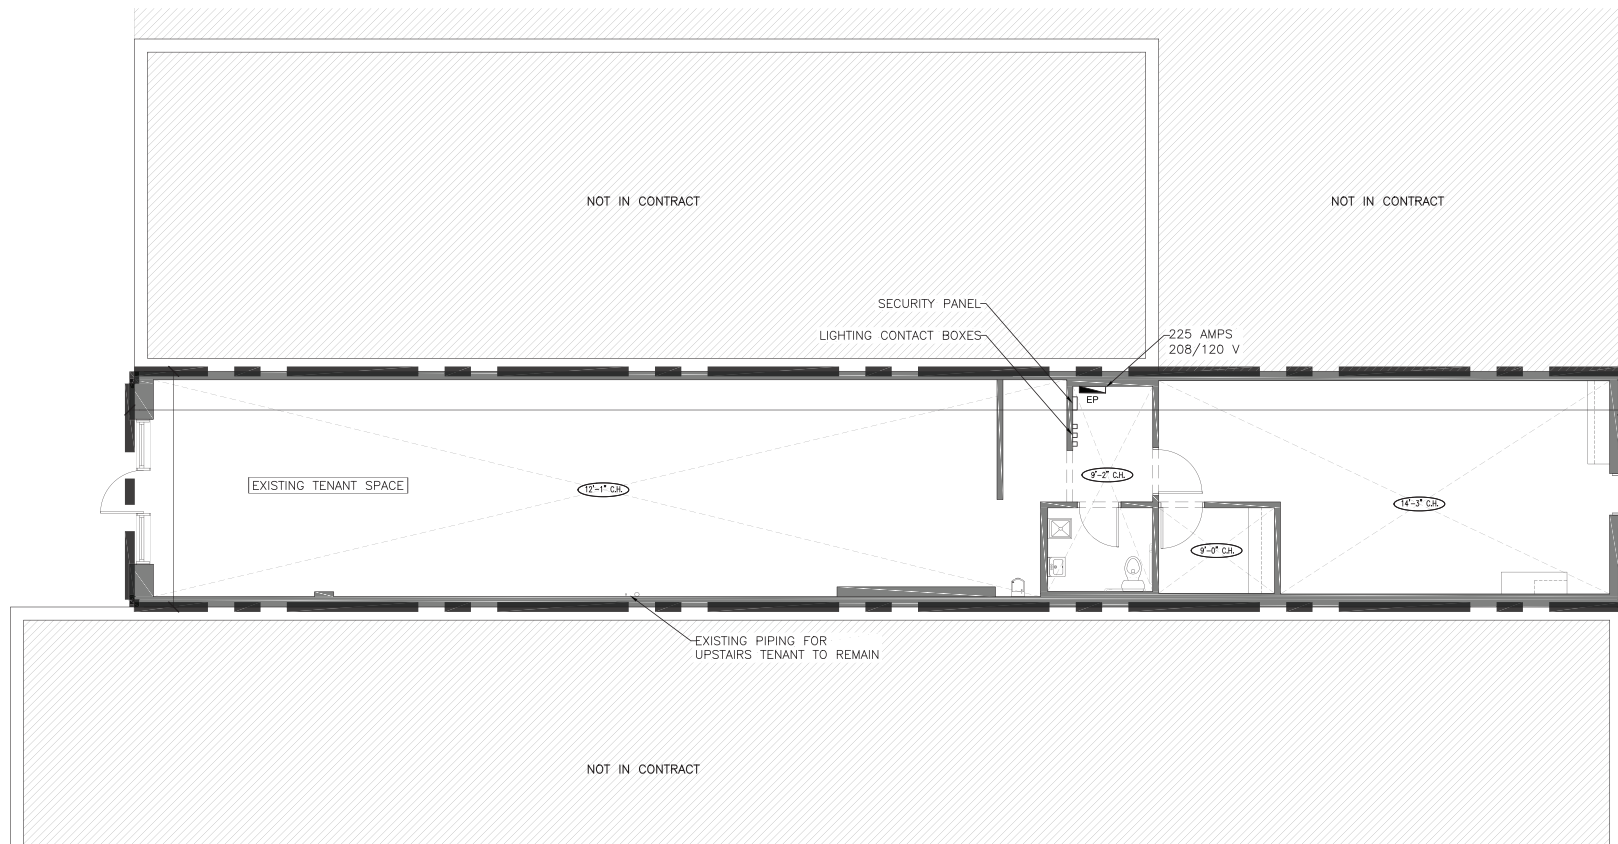 NOT IN CONTRACT
NOT IN CONTRACT
SECURITY PANEL
LIGHTING CONTACT BOXES
225 AMPS
208/120 V
EP
EXISTING TENANT SPACE
12'-1" C.H.
9'-2" C.H.
14'-3" C.H.
9'-0" C.H.
EXISTING PIPING FOR
UPSTAIRS TENANT TO REMAIN
NOT IN CONTRACT